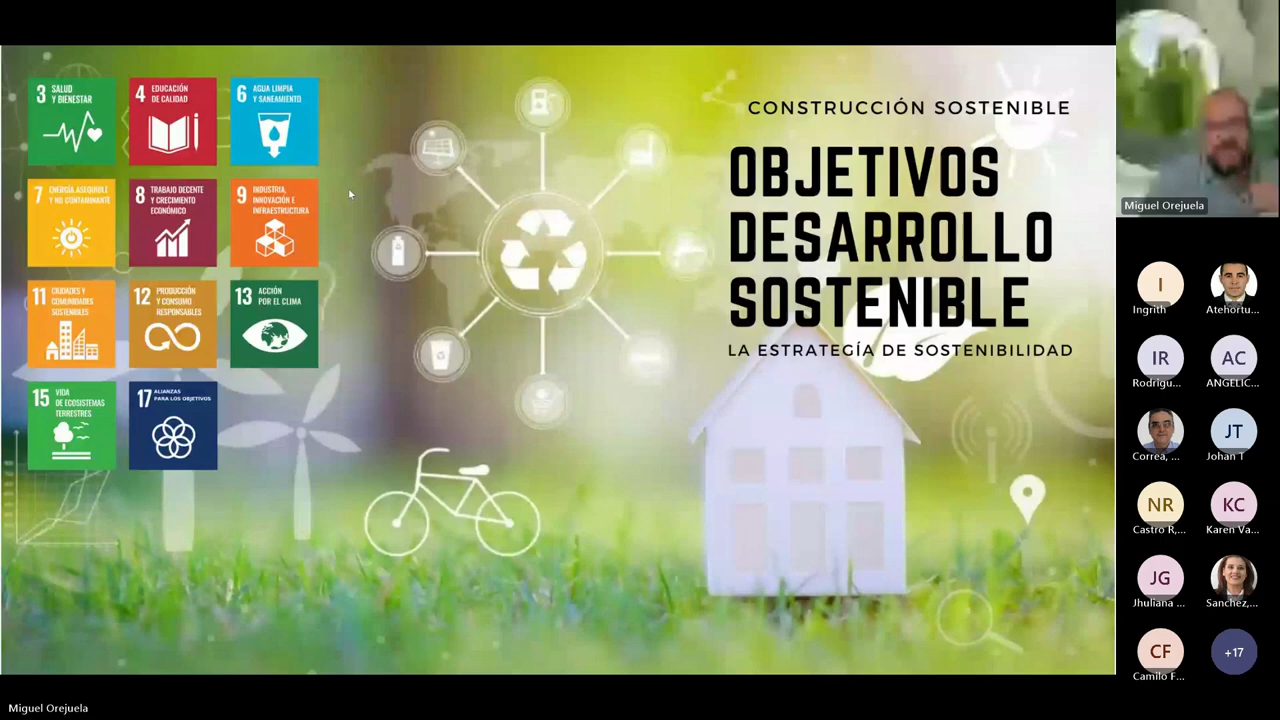 3 SALUD
Y BIENESTAR
4 EDUCACIÓN
DE CALIDAD
6 AGUA LIMPIA
Y SANEAMIENTO
7 ENERGÍA ASEQUIBLE
Y NO CONTAMINANTE
8 TRABAJO DECENTE
Y CRECIMIENTO
ECONÓMICO
9 INDUSTRIA,
INNOVACIÓN E
INFRAESTRUCTURA
11 CIUDADES Y
COMUNIDADES
SOSTENIBLES
12 PRODUCCIÓN
Y CONSUMO
RESPONSABLES
13 ACCIÓN
POR EL CLIMA
15 VIDA
DE ECOSISTEMAS
TERRESTRES
17 ALIANZAS
PARA LOS OBJETIVOS
CONSTRUCCIÓN SOSTENIBLE
OBJETIVOS
DESARROLLO
SOSTENIBLE
LA ESTRATEGÍA DE SOSTENIBILIDAD
Miguel Orejuela
I
Ingrith
Atehortu...
IR
Rodrigu...
AC
ANGELIC...
Correa, ...
JT
Johan T
NR
Castro R,...
KC
Karen Va...
JG
Jhuliana ...
Sanchez,...
CF
Camilo F...
+17
Miguel Orejuela